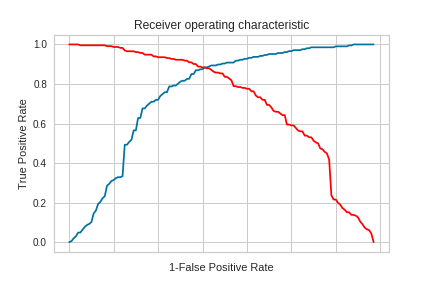 Receiver operating characteristic
1.0
0.8
0.6
0.4
0.2
0.0
True Positive Rate
1-False Positive Rate